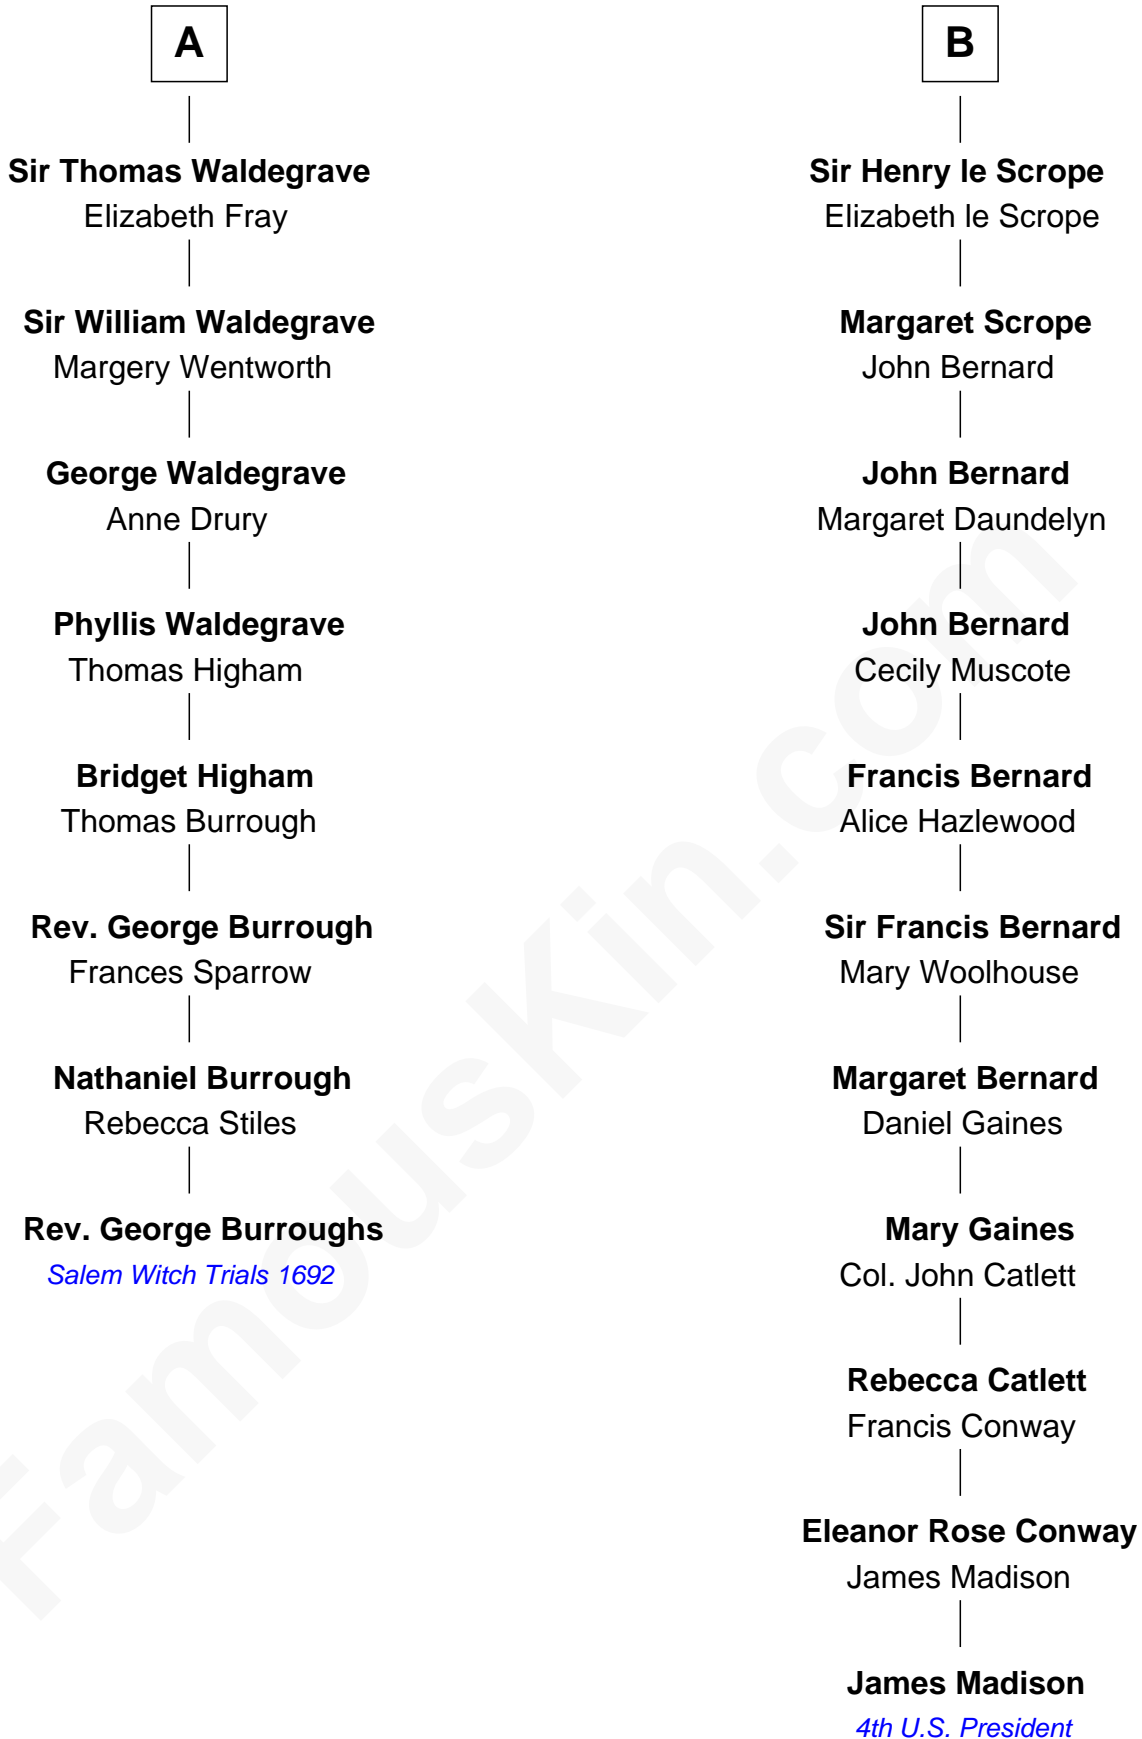 A
Sir Thomas Waldegrave
Elizabeth Fray
Sir William Waldegrave
Margery Wentworth
George Waldegrave
Anne Drury
Phyllis Waldegrave
Thomas Higham
Bridget Higham
Thomas Burrough
Rev. George Burrough
Frances Sparrow
Nathaniel Burrough
Rebecca Stiles
Rev. George Burroughs
Salem Witch Trials 1692
B
Sir Henry le Scrope
Elizabeth le Scrope
Margaret Scrope
John Bernard
John Bernard
Margaret Daundelyn
John Bernard
Cecily Muscote
Francis Bernard
Alice Hazlewood
Sir Francis Bernard
Mary Woolhouse
Margaret Bernard
Daniel Gaines
Mary Gaines
Col. John Catlett
Rebecca Catlett
Francis Conway
Eleanor Rose Conway
James Madison
James Madison
4th U.S. President
FamousKin.com